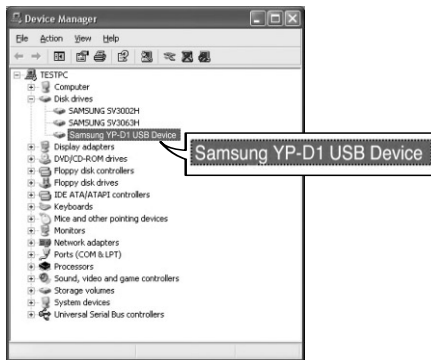 Device Manager
File Action View Help
TESTPC
Computer
Disk drives
SAMSUNG SV3002H
SAMSUNG SV3063H
Samsung YP-D1 USB Device
Samsung YP-D1 USB Device
Display adapters
DVD/CD-ROM drives
Floppy disk controllers
Floppy disk drives
IDE ATA/ATAPI controllers
Keyboards
Mice and other pointing devices
Monitors
Network adapters
Ports (COM & LPT)
Processors
Sound, video and game controllers
Storage volumes
System devices
Universal Serial Bus controllers